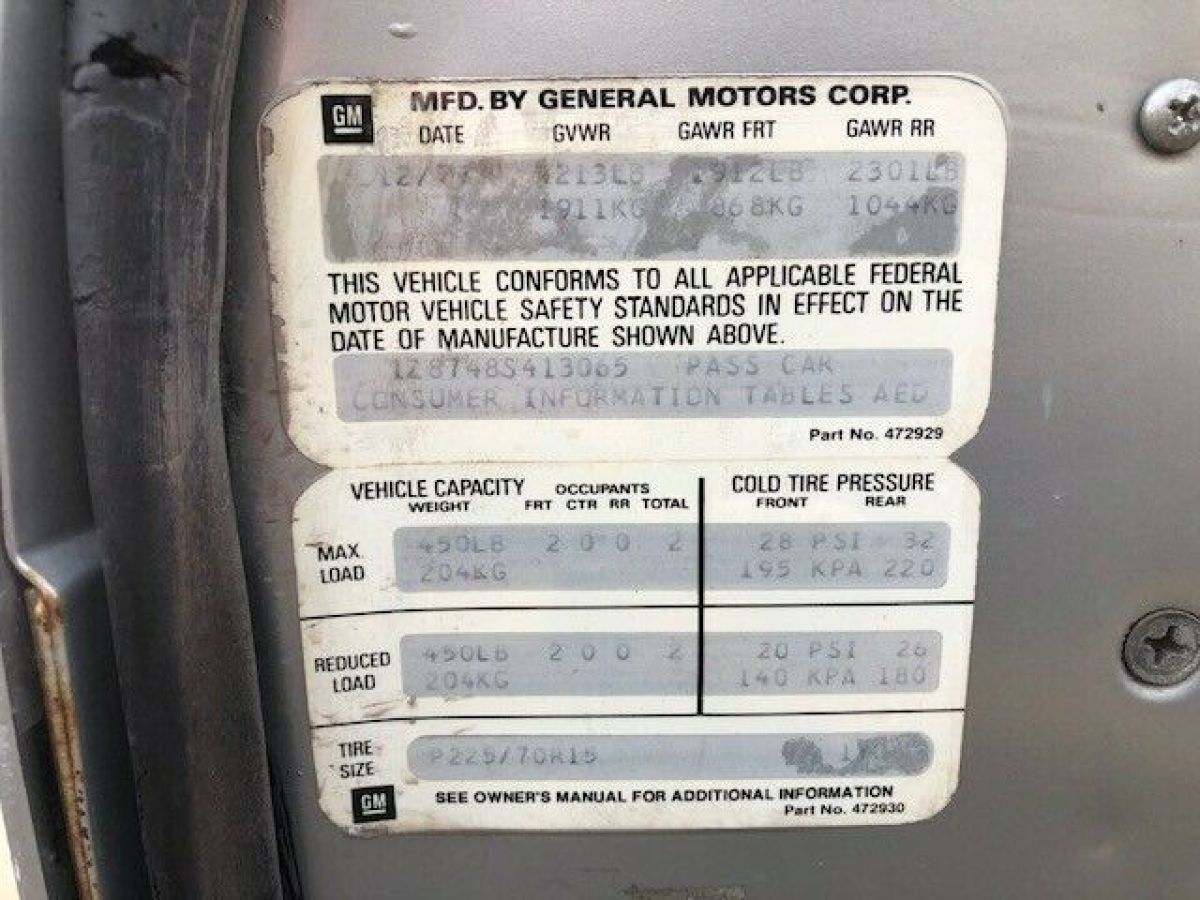 GM MFD. BY GENERAL MOTORS CORP.
DATE GVWR GAWR FRT GAWR RR
4213LB 1912LB 2301LB
1911KG 868KG 1044KG
THIS VEHICLE CONFORMS TO ALL APPLICABLE FEDERAL
MOTOR VEHICLE SAFETY STANDARDS IN EFFECT ON THE
DATE OF MANUFACTURE SHOWN ABOVE.
1Z8748S413065 PASS CAR
CONSUMER INFORMATION TABLES AED
Part No. 472929
VEHICLE CAPACITY OCCUPANTS COLD TIRE PRESSURE
WEIGHT FRT CTR RR TOTAL FRONT REAR
MAX. LOAD 450LB 2 0 0 2 28 PSI 32
204KG 195 KPA 220
REDUCED LOAD 450LB 2 0 0 2 20 PSI 26
204KG 140 KPA 180
TIRE SIZE P225/70R15
GM SEE OWNER'S MANUAL FOR ADDITIONAL INFORMATION
Part No. 472930